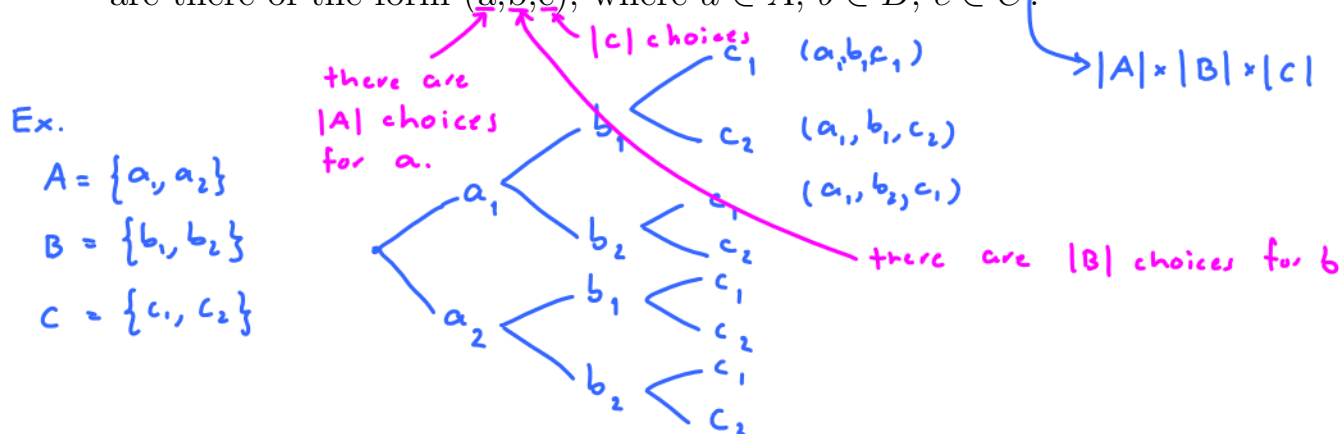 are there of the form (a,b,c), where a ∈ A, b ∈ B, c ∈ C?
|C| choices
there are
|A| choices
for a.
|A| × |B| × |C|
Ex.
A = {a₁, a₂}
B = {b₁, b₂}
C = {c₁, c₂}
a₁
a₂
b₁
b₂
b₁
b₂
c₁ (a₁,b₁,c₁)
c₂ (a₁, b₁, c₂)
c₁ (a₁, b₂, c₁)
c₂
c₁
c₂
c₁
c₂
there are |B| choices for b